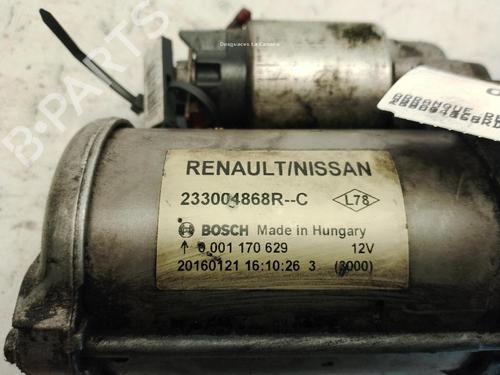 Desguaces La Cabaña
RENAULT/NISSAN
233004868R--C
L78
BOSCH Made in Hungary
0 001 170 629 12V
20160121 16:10:26 3 (3000)
ARRANQUE